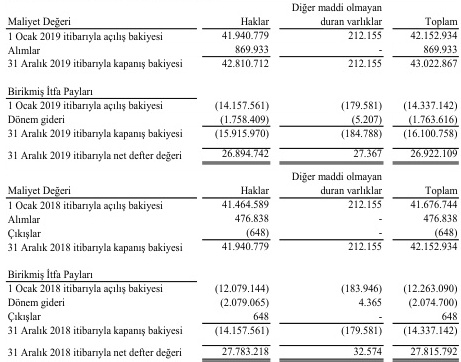 Diğer maddi olmayan
Maliyet Değeri Haklar duran varlıklar Toplam
1 Ocak 2019 itibarıyla açılış bakiyesi 41.940.779 212.155 42.152.934
Alımlar 869.933 - 869.933
31 Aralık 2019 itibarıyla kapanış bakiyesi 42.810.712 212.155 43.022.867
Birikmiş İtfa Payları
1 Ocak 2019 itibarıyla açılış bakiyesi (14.157.561) (179.581) (14.337.142)
Dönem gideri (1.758.409) (5.207) (1.763.616)
31 Aralık 2019 itibarıyla kapanış bakiyesi (15.915.970) (184.788) (16.100.758)
31 Aralık 2019 itibarıyla net defter değeri 26.894.742 27.367 26.922.109
Diğer maddi olmayan
Maliyet Değeri Haklar duran varlıklar Toplam
1 Ocak 2018 itibarıyla açılış bakiyesi 41.464.589 212.155 41.676.744
Alımlar 476.838 - 476.838
Çıkışlar (648) - (648)
31 Aralık 2018 itibarıyla kapanış bakiyesi 41.940.779 212.155 42.152.934
Birikmiş İtfa Payları
1 Ocak 2018 itibarıyla açılış bakiyesi (12.079.144) (183.946) (12.263.090)
Dönem gideri (2.079.065) 4.365 (2.074.700)
Çıkışlar 648 - 648
31 Aralık 2018 itibarıyla kapanış bakiyesi (14.157.561) (179.581) (14.337.142)
31 Aralık 2018 itibarıyla net defter değeri 27.783.218 32.574 27.815.792